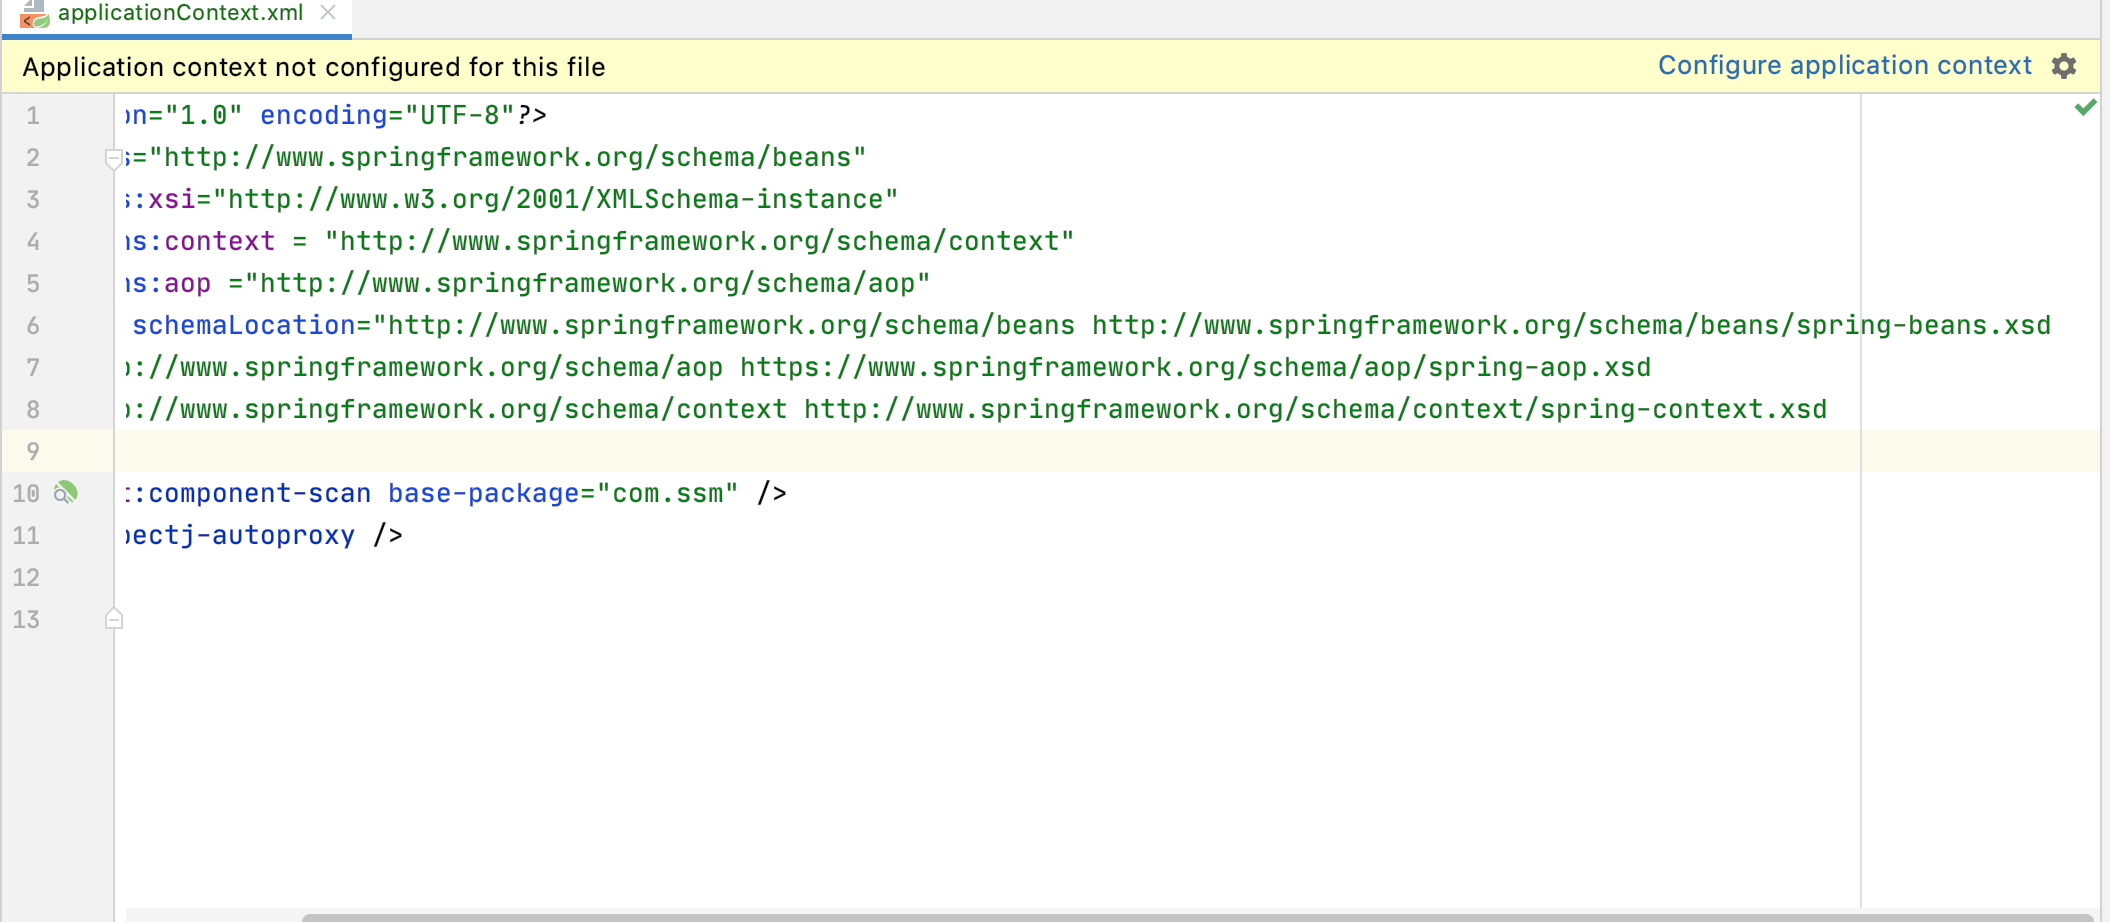 applicationContext.xml
Application context not configured for this file
Configure application context
1 on="1.0" encoding="UTF-8"?>
2 s="http://www.springframework.org/schema/beans"
3 s:xsi="http://www.w3.org/2001/XMLSchema-instance"
4 ns:context = "http://www.springframework.org/schema/context"
5 ns:aop ="http://www.springframework.org/schema/aop"
6 schemaLocation="http://www.springframework.org/schema/beans http://www.springframework.org/schema/beans/spring-beans.xsd
7 p://www.springframework.org/schema/aop https://www.springframework.org/schema/aop/spring-aop.xsd
8 p://www.springframework.org/schema/context http://www.springframework.org/schema/context/spring-context.xsd
9
10 t:component-scan base-package="com.ssm" />
11 pectj-autoproxy />
12
13